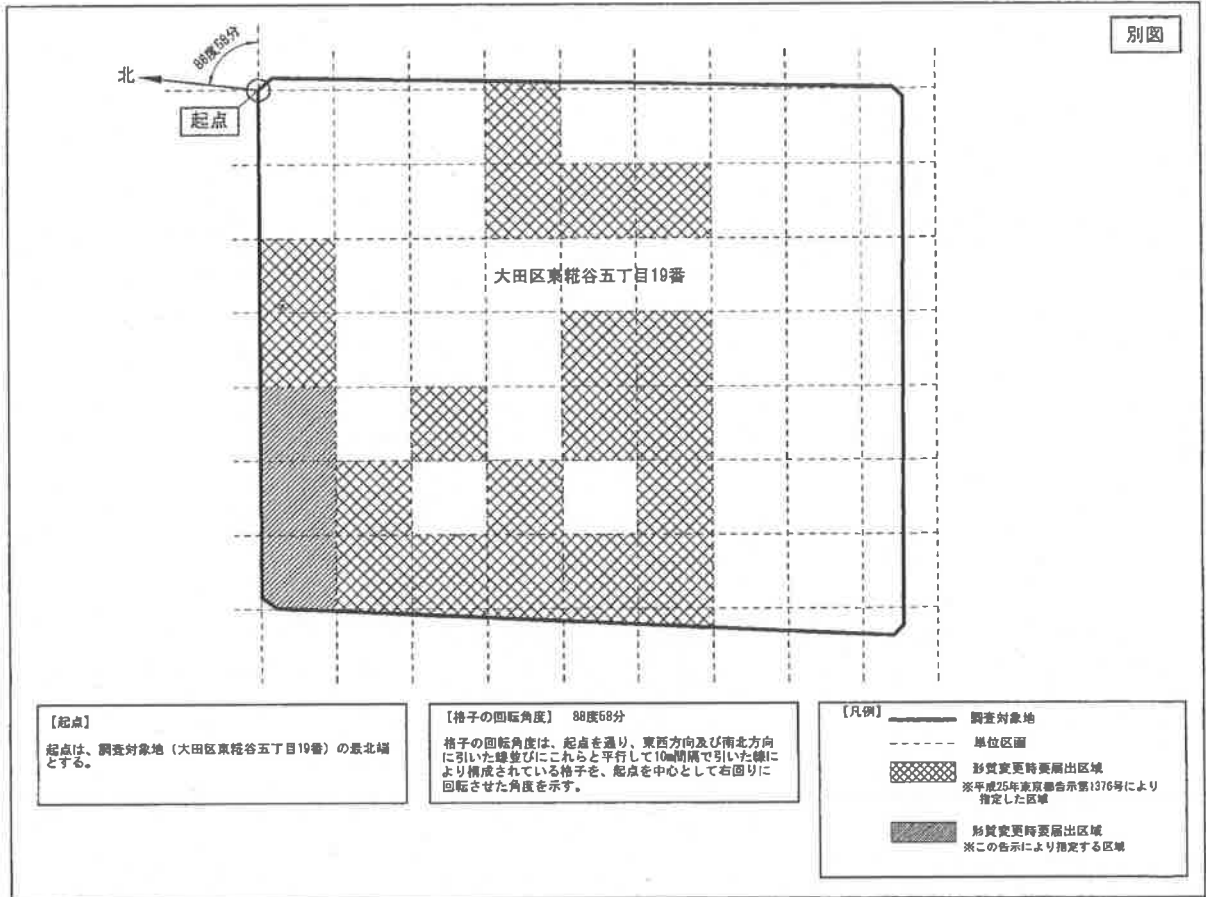 別図
88度58分
北
起点
大田区東糀谷五丁目19番
【起点】
起点は、調査対象地（大田区東糀谷五丁目19番）の最北端
とする。
【格子の回転角度】 88度58分
格子の回転角度は、起点を通り、東西方向及び南北方向
に引いた線並びにこれらと平行して10m間隔で引いた線に
より構成されている格子を、起点を中心として右回りに
回転させた角度を示す。
【凡例】
調査対象地
単位区画
形質変更時要届出区域
※平成25年東京都告示第1376号により
指定した区域
形質変更時要届出区域
※この告示により指定する区域